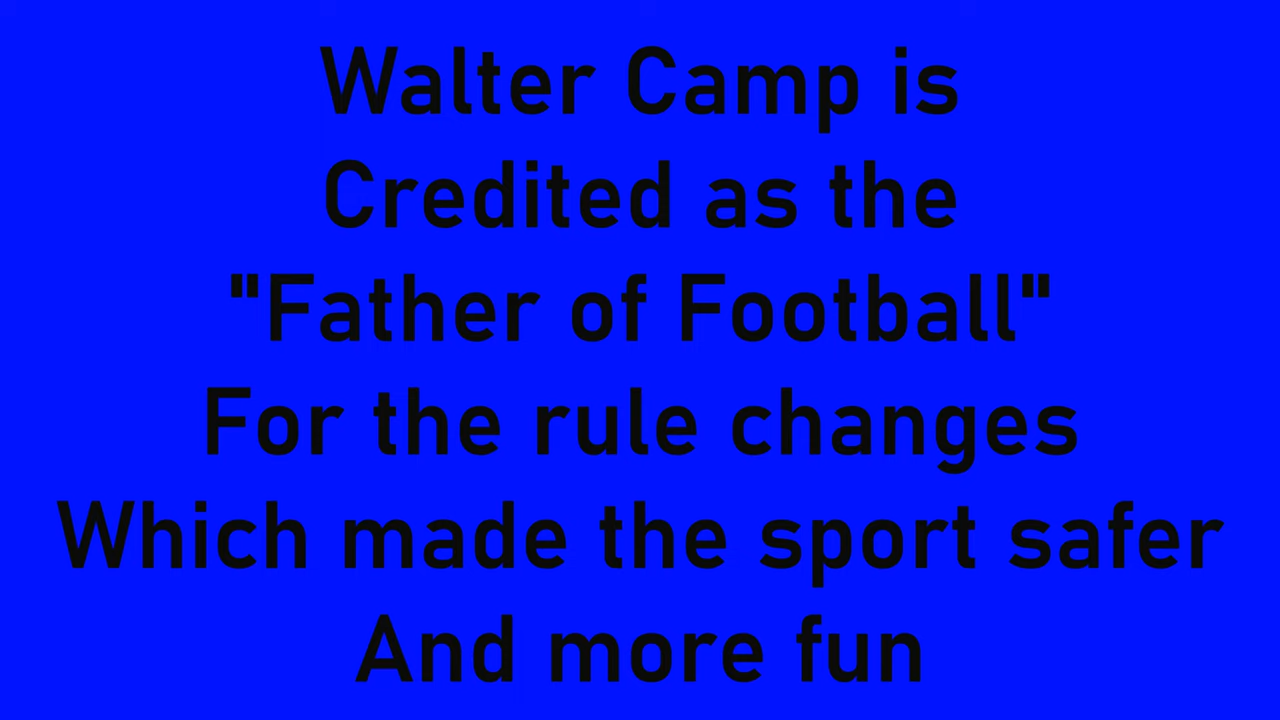 Walter Camp is
Credited as the
"Father of Football"
For the rule changes
Which made the sport safer
And more fun